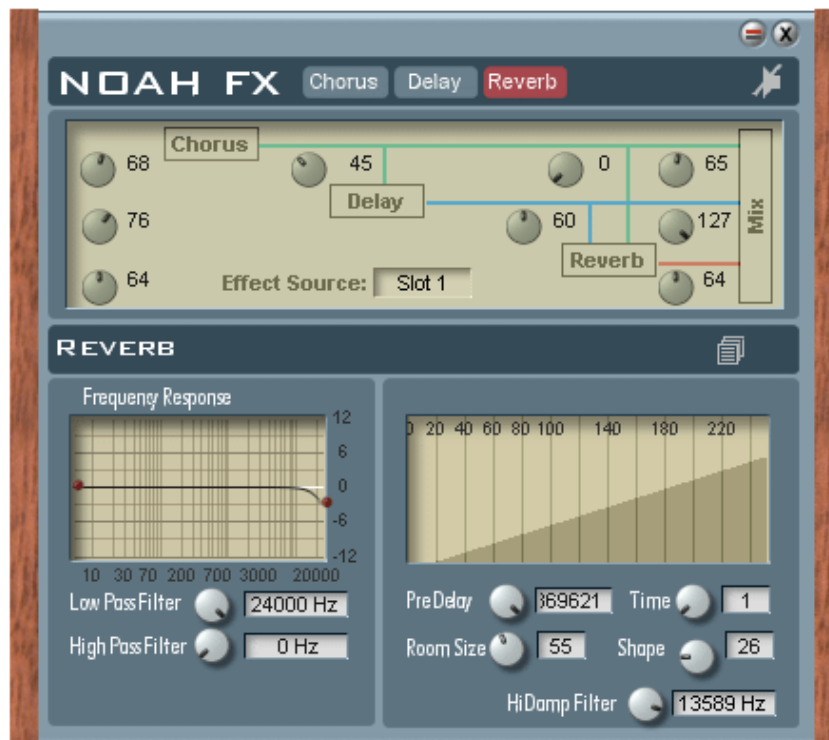 X
NOAH FX Chorus Delay Reverb
Chorus
68 45 0 65
Delay
76 60 127
Mix
Reverb
64 Effect Source: Slot 1 64
REVERB
Frequency Response
12
6
0
-6
-12
10 30 70 200 700 3000 20000
0 20 40 60 80 100 140 180 220
Low Pass Filter 24000 Hz
High Pass Filter 0 Hz
Pre Delay 369621 Time 1
Room Size 55 Shape 26
HiDamp Filter 13589 Hz